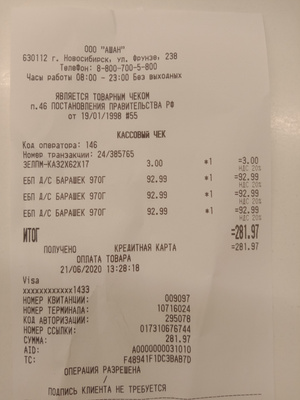 ООО "АШАН"
630112 г. Новосибирск, ул. Фрунзе, 238
Телефон: 8-800-700-5-800
Часы работы 08:00 - 23:00 Без выходных
ЯВЛЯЕТСЯ ТОВАРНЫМ ЧЕКОМ
п.46 ПОСТАНОВЛЕНИЯ ПРАВИТЕЛЬСТВА РФ
от 19/01/1998 №55
КАССОВЫЙ ЧЕК
Код оператора: 146
Номер транзакции: 24/385765
ЗЕЛПМ-КА32Х62Х17 3.00 *1 =3.00
НДС 20%
ЕБП Д/С БАРАШЕК 970Г 92.99 *1 =92.99
НДС 20%
ЕБП Д/С БАРАШЕК 970Г 92.99 *1 =92.99
НДС 20%
ЕБП Д/С БАРАШЕК 970Г 92.99 *1 =92.99
НДС 20%
ИТОГ =281.97
ПОЛУЧЕНО КРЕДИТНАЯ КАРТА =281.97
ОПЛАТА ТОВАРА
21/06/2020 13:28:18
Visa
xxxxxxxxxxxx1433
НОМЕР КВИТАНЦИИ: 009097
НОМЕР ТЕРМИНАЛА: 10716024
КОД АВТОРИЗАЦИИ: 295078
НОМЕР ССЫЛКИ: 017310676744
СУММА: 281.97
AID: A0000000031010
TC: F48941F1DC3BAB7D
ОПЕРАЦИЯ РАЗРЕШЕНА
/
ПОДПИСЬ КЛИЕНТА НЕ ТРЕБУЕТСЯ